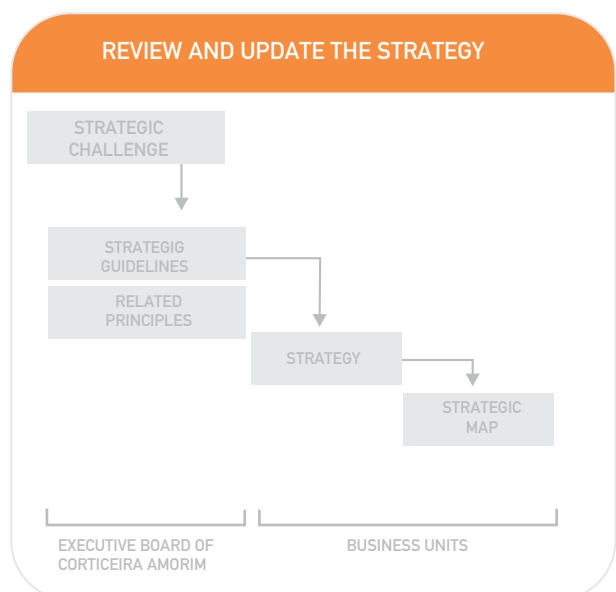 REVIEW AND UPDATE THE STRATEGY
STRATEGIC
CHALLENGE
STRATEGIG
GUIDELINES
RELATED
PRINCIPLES
STRATEGY
STRATEGIC
MAP
EXECUTIVE BOARD OF
CORTICEIRA AMORIM
BUSINESS UNITS